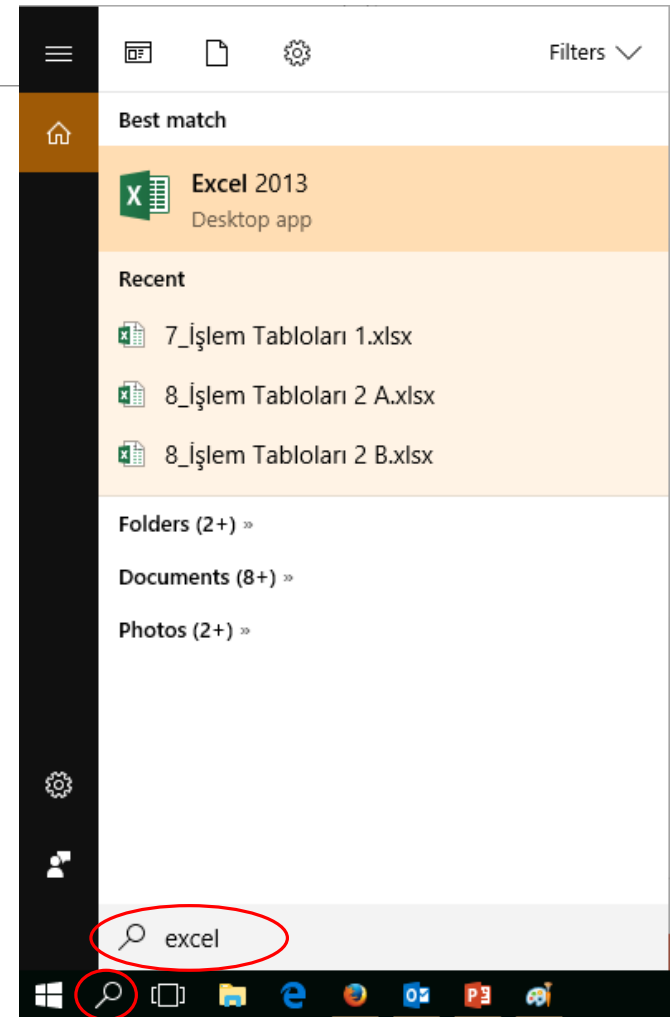 Filters
Best match
Excel 2013
Desktop app
Recent
7_İşlem Tabloları 1.xlsx
8_İşlem Tabloları 2 A.xlsx
8_İşlem Tabloları 2 B.xlsx
Folders (2+) »
Documents (8+) »
Photos (2+) »
excel